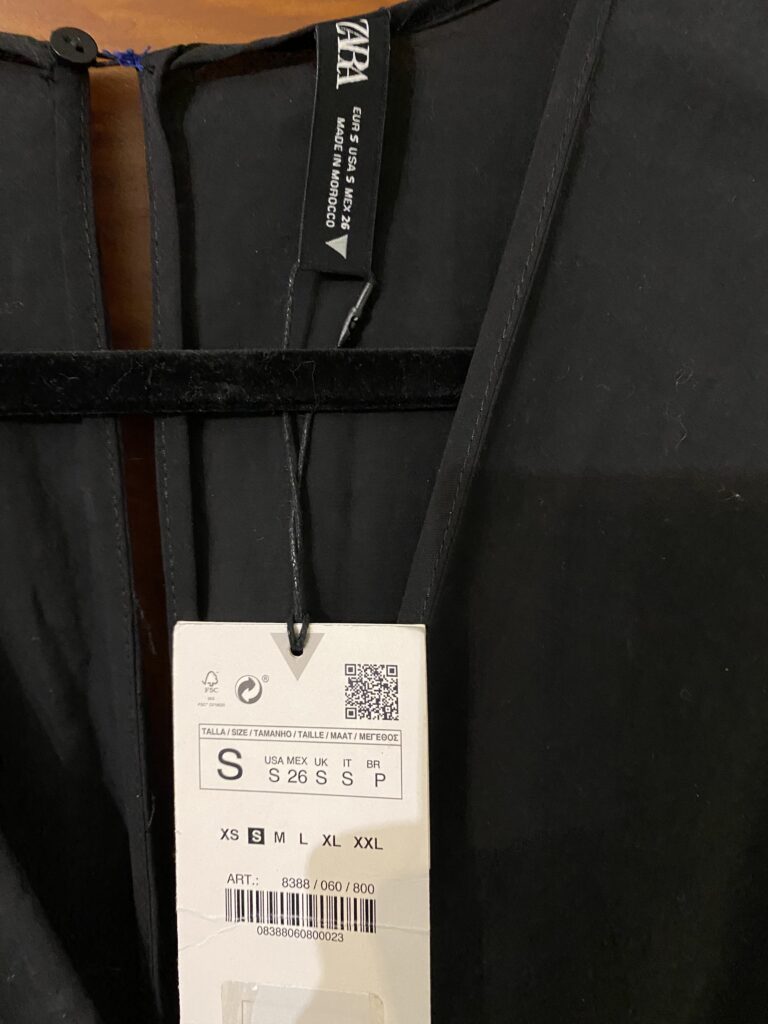 ZARA
EUR S USA S MEX 26
MADE IN MOROCCO
FSC
®
TALLA / SIZE / TAMANHO / TAILLE / MAAT / ΜΕΓΕΘΟΣ
S
USA MEX UK IT BR
S 26 S S P
XS S M L XL XXL
ART.: 8388 / 060 / 800
08388060800023